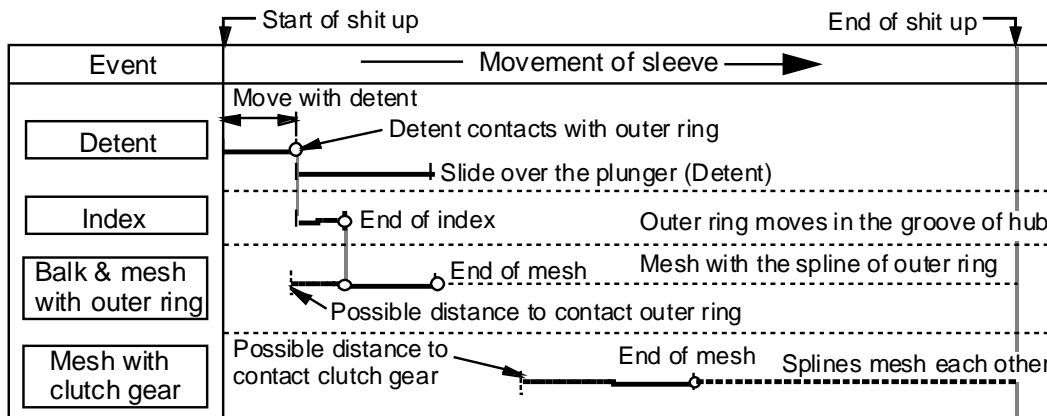 Start of shit up
End of shit up
Event
Movement of sleeve
Move with detent
Detent
Detent contacts with outer ring
Slide over the plunger (Detent)
Index
End of index
Outer ring moves in the groove of hub
Balk & mesh
with outer ring
End of mesh
Mesh with the spline of outer ring
Possible distance to contact outer ring
Mesh with
clutch gear
Possible distance to
contact clutch gear
End of mesh
Splines mesh each other